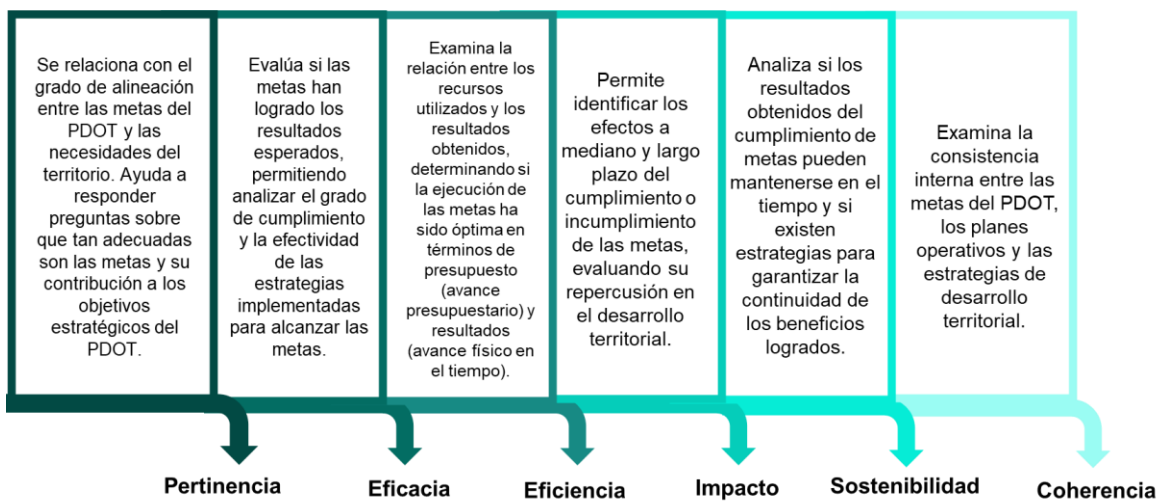 Se relaciona con el
grado de alineación
entre las metas del
PDOT y las
necesidades del
territorio. Ayuda a
responder
preguntas sobre
que tan adecuadas
son las metas y su
contribución a los
objetivos
estratégicos del
PDOT.
Evalúa si las
metas han
logrado los
resultados
esperados,
permitiendo
analizar el grado
de cumplimiento
y la efectividad
de las
estrategias
implementadas
para alcanzar las
metas.
Examina la
relación entre los
recursos
utilizados y los
resultados
obtenidos,
determinando si
la ejecución de
las metas ha
sido óptima en
términos de
presupuesto
(avance
presupuestario) y
resultados
(avance físico en
el tiempo).
Permite
identificar los
efectos a
mediano y largo
plazo del
cumplimiento o
incumplimiento
de las metas,
evaluando su
repercusión en
el desarrollo
territorial.
Analiza si los
resultados
obtenidos del
cumplimiento de
metas pueden
mantenerse en el
tiempo y si
existen
estrategias para
garantizar la
continuidad de
los beneficios
logrados.
Examina la
consistencia
interna entre las
metas del PDOT,
los planes
operativos y las
estrategias de
desarrollo
territorial.
Pertinencia
Eficacia
Eficiencia
Impacto
Sostenibilidad
Coherencia